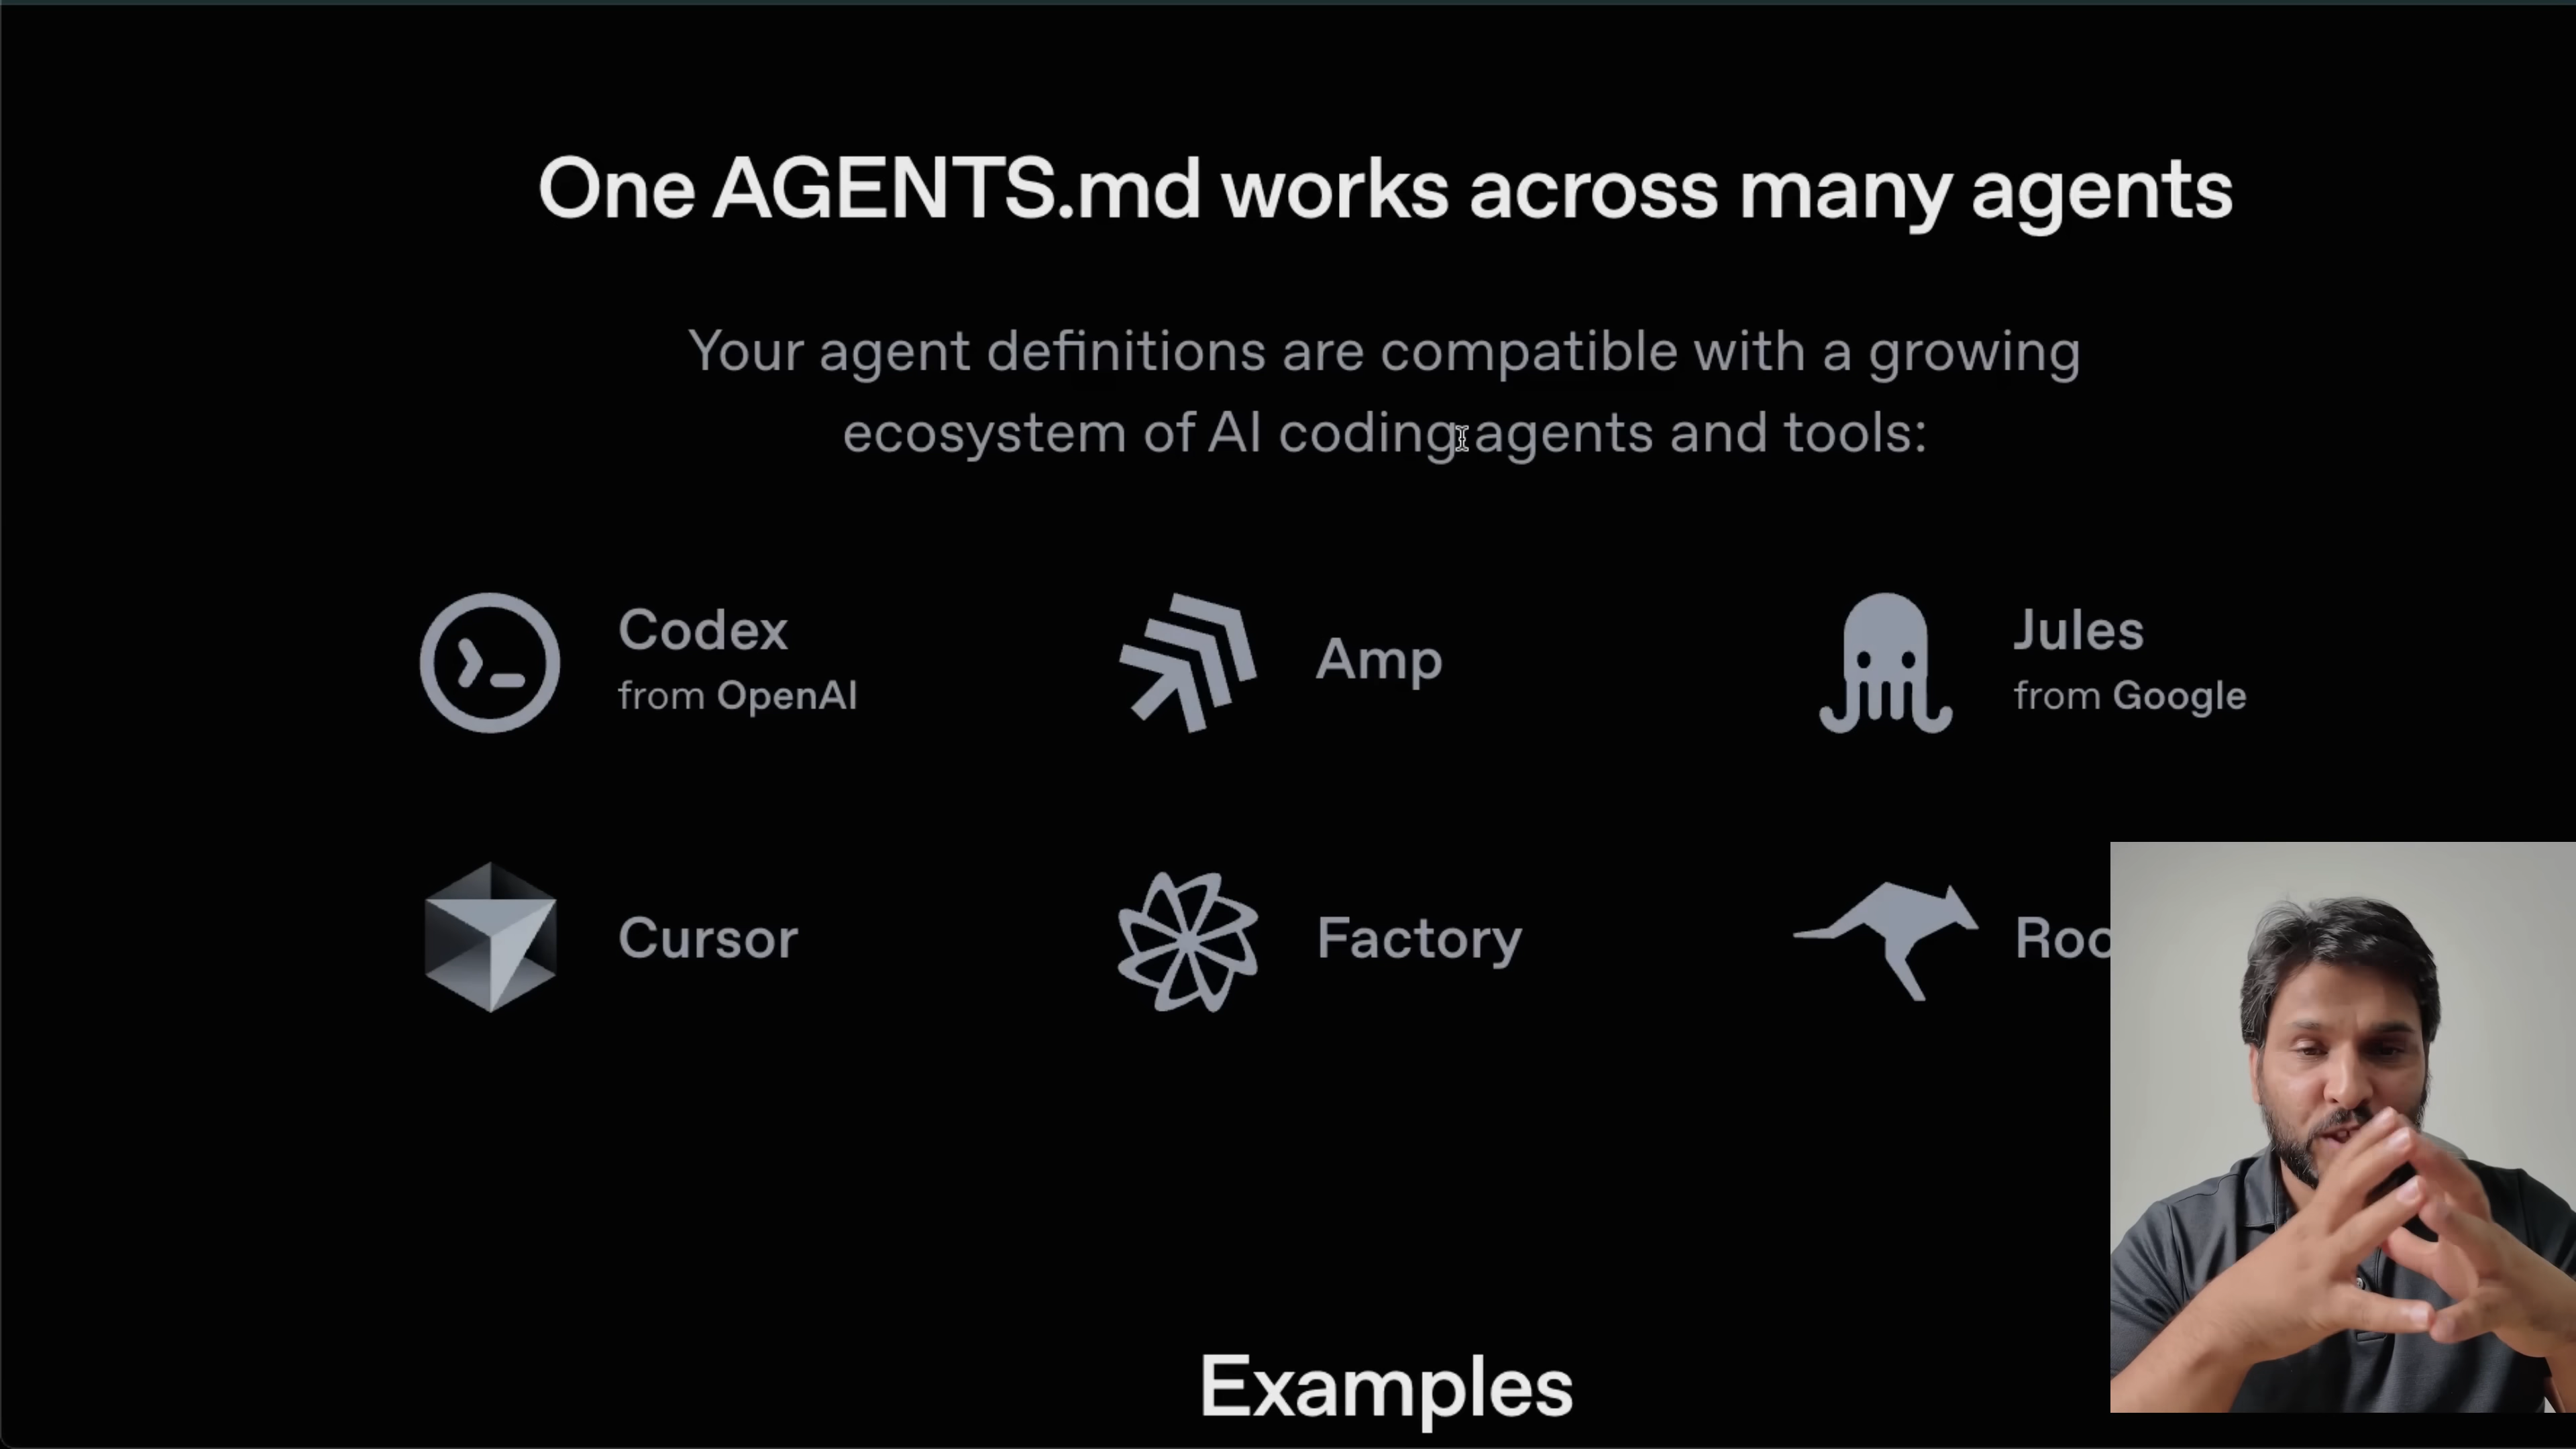 One AGENTS.md works across many agents
Your agent definitions are compatible with a growing
ecosystem of AI coding agents and tools:
Codex
from OpenAI
Amp
Jules
from Google
Cursor
Factory
Examples